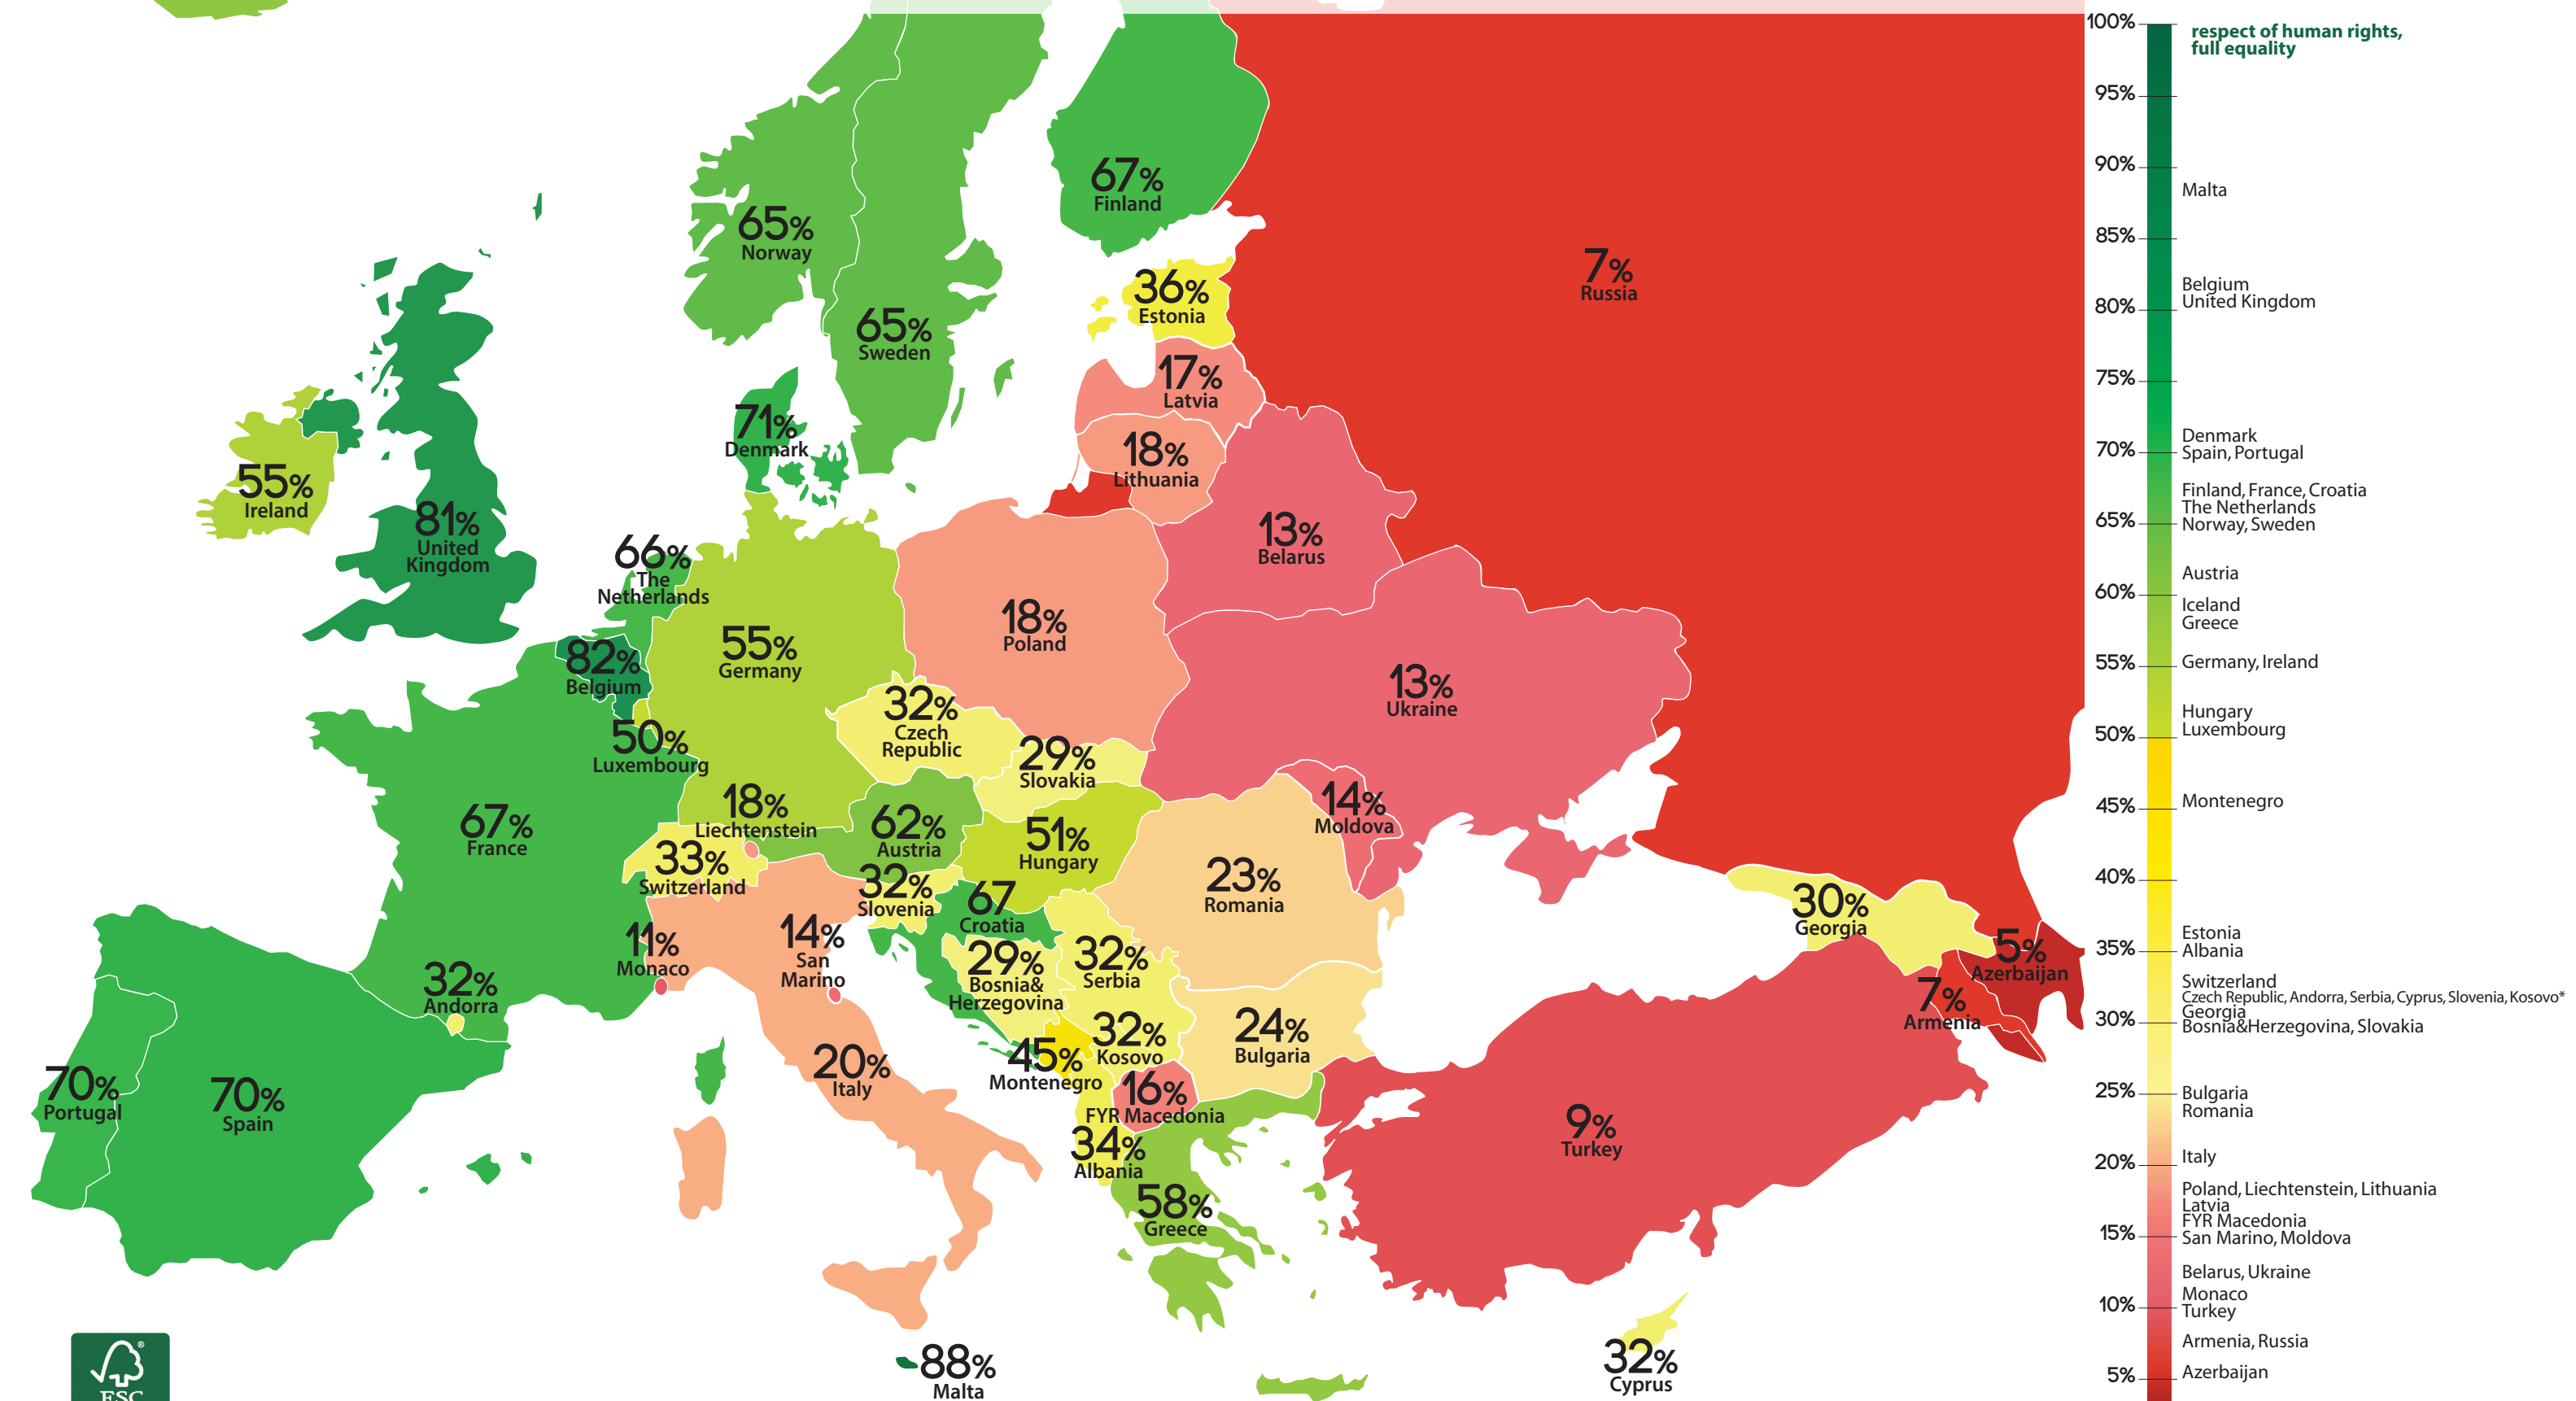 67%
Finland
65%
Norway
7%
Russia
36%
Estonia
65%
Sweden
17%
Latvia
71%
Denmark
18%
Lithuania
55%
Ireland
81%
United
Kingdom
13%
Belarus
66%
The
Netherlands
18%
Poland
55%
Germany
82%
Belgium
13%
Ukraine
32%
Czech
Republic
50%
Luxembourg
29%
Slovakia
18%
Liechtenstein
14%
Moldova
67%
France
62%
Austria
51%
Hungary
33%
Switzerland
23%
Romania
32%
Slovenia
67
Croatia
30%
Georgia
11%
Monaco
14%
San
Marino
29%
Bosnia&
Herzegovina
32%
Serbia
5%
Azerbaijan
32%
Andorra
7%
Armenia
24%
Bulgaria
32%
Kosovo
45%
Montenegro
20%
Italy
70%
Portugal
70%
Spain
16%
FYR Macedonia
9%
Turkey
34%
Albania
58%
Greece
88%
Malta
32%
Cyprus
®
FSC
100%
respect of human rights,
full equality
95%
90%
Malta
85%
Belgium
80%
United Kingdom
75%
Denmark
70%
Spain, Portugal
Finland, France, Croatia
The Netherlands
65%
Norway, Sweden
Austria
60%
Iceland
Greece
55%
Germany, Ireland
Hungary
50%
Luxembourg
45%
Montenegro
40%
Estonia
35%
Albania
Switzerland
Czech Republic, Andorra, Serbia, Cyprus, Slovenia, Kosovo*
Georgia
30%
Bosnia&Herzegovina, Slovakia
25%
Bulgaria
Romania
20%
Italy
Poland, Liechtenstein, Lithuania
Latvia
FYR Macedonia
15%
San Marino, Moldova
Belarus, Ukraine
Monaco
10%
Turkey
Armenia, Russia
5%
Azerbaijan